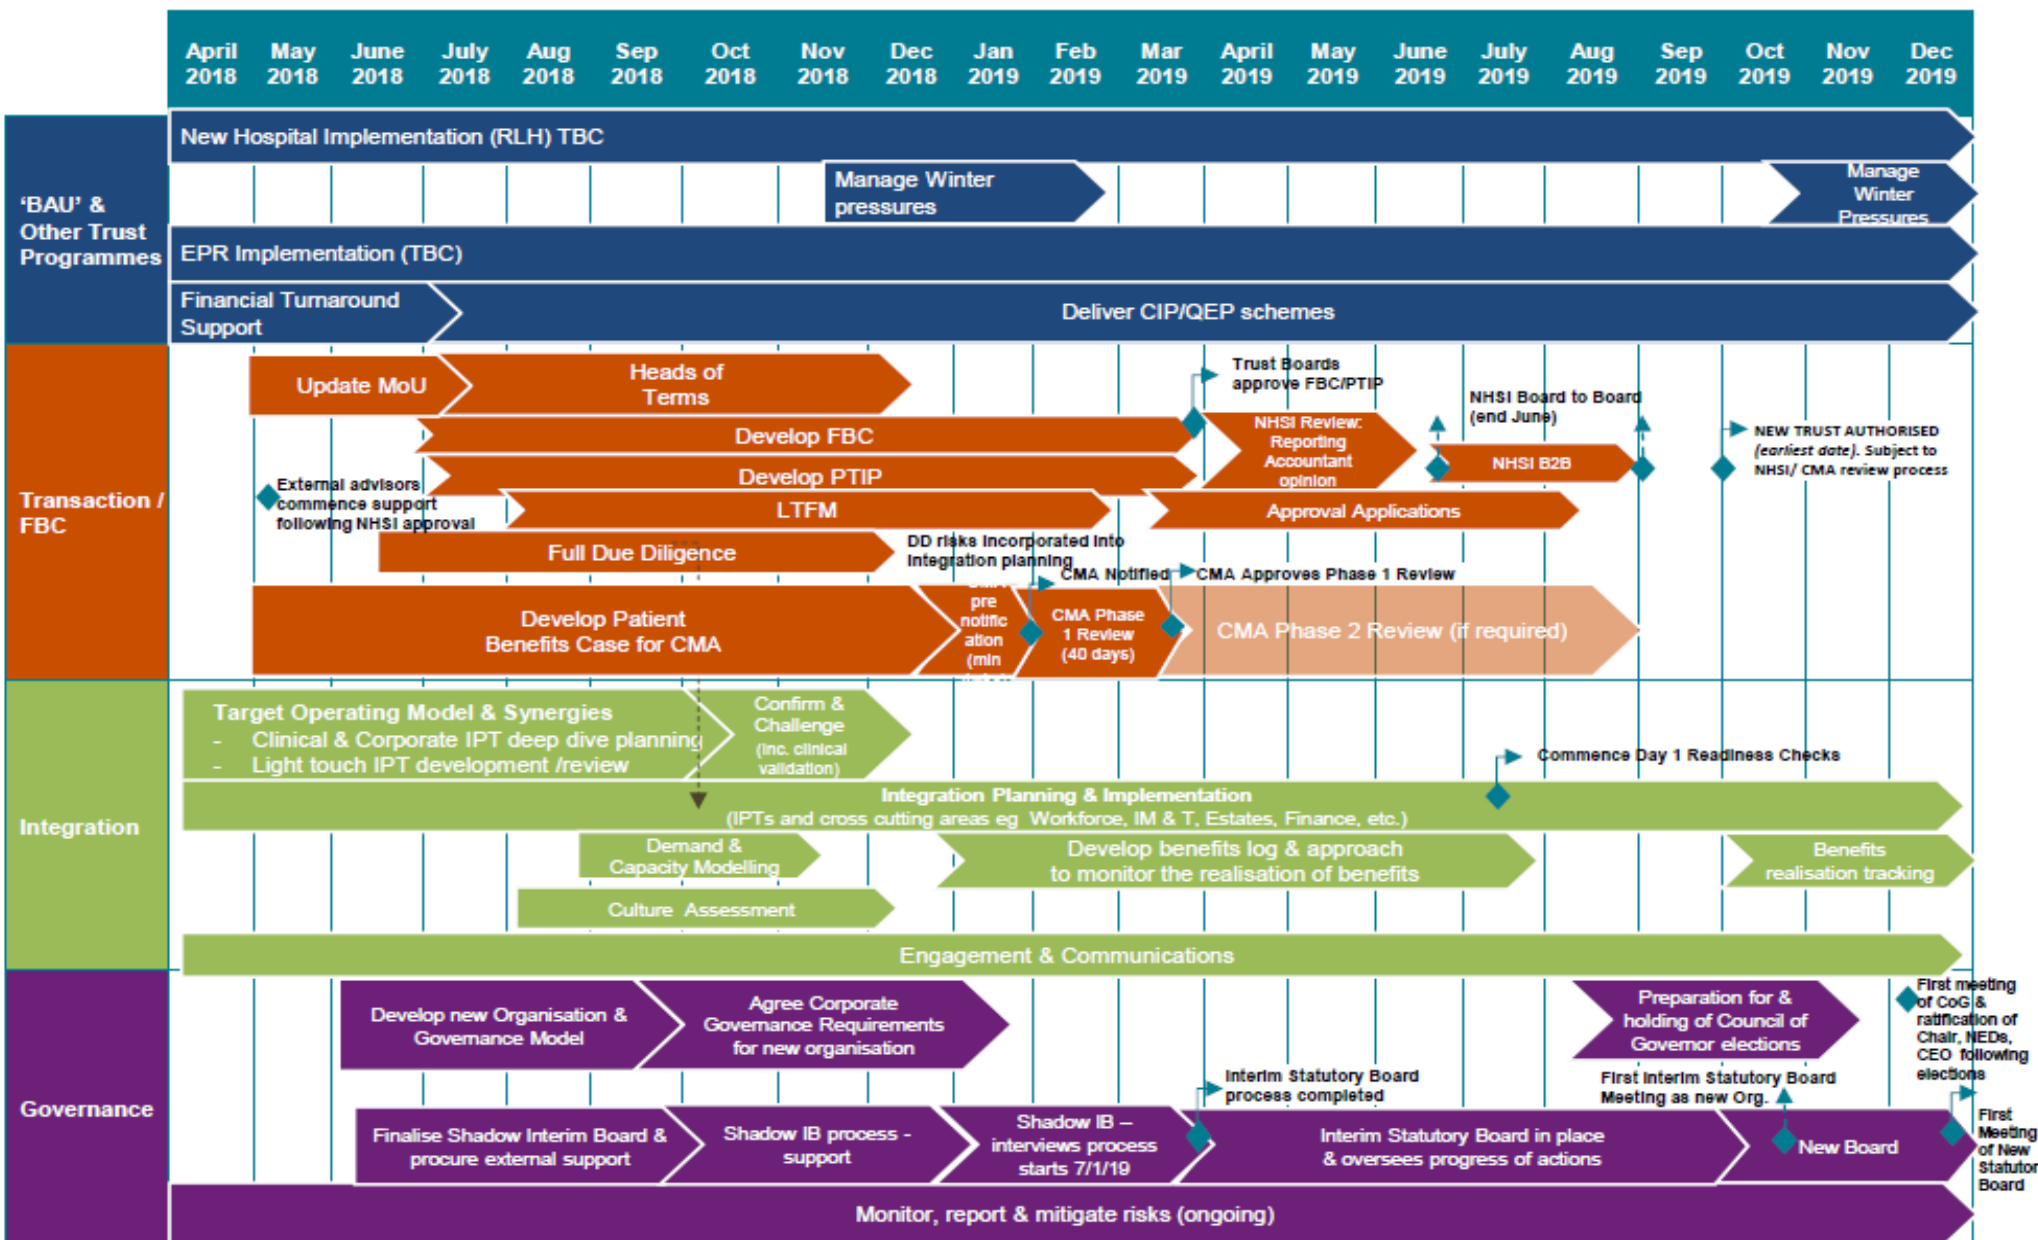 April May June July Aug Sep Oct Nov Dec Jan Feb Mar April May June July Aug Sep Oct Nov Dec
2018 2018 2018 2018 2018 2018 2018 2018 2018 2019 2019 2019 2019 2019 2019 2019 2019 2019 2019 2019 2019
‘BAU’ &
Other Trust
Programmes
New Hospital Implementation (RLH) TBC
Manage Winter
pressures
Manage
Winter
Pressures
EPR Implementation (TBC)
Financial Turnaround
Support
Deliver CIP/QEP schemes
Transaction /
FBC
Update MoU
Heads of
Terms
Trust Boards
approve FBC/PTIP
Develop FBC
NHSI Review:
Reporting
Accountant
opinion
NHSI Board to Board
(end June)
NHSI B2B
NEW TRUST AUTHORISED
(earliest date). Subject to
NHSI/ CMA review process
Develop PTIP
External advisors
commence support
following NHSI approval
LTFM
Approval Applications
Full Due Diligence
DD risks incorporated into
integration planning
CMA Notified
CMA Approves Phase 1 Review
Develop Patient
Benefits Case for CMA
pre
notific
ation
(min
CMA Phase
1 Review
(40 days)
CMA Phase 2 Review (if required)
Integration
Target Operating Model & Synergies
- Clinical & Corporate IPT deep dive planning
- Light touch IPT development /review
Confirm &
Challenge
(inc. clinical
validation)
Commence Day 1 Readiness Checks
Integration Planning & Implementation
(IPTs and cross cutting areas eg Workforce, IM & T, Estates, Finance, etc.)
Demand &
Capacity Modelling
Develop benefits log & approach
to monitor the realisation of benefits
Benefits
realisation tracking
Culture Assessment
Engagement & Communications
Governance
Develop new Organisation &
Governance Model
Agree Corporate
Governance Requirements
for new organisation
Preparation for &
holding of Council of
Governor elections
First meeting
of CoG &
ratification of
Chair, NEDs,
CEO following
elections
Interim Statutory Board
process completed
First Interim Statutory Board
Meeting as new Org.
Finalise Shadow Interim Board &
procure external support
Shadow IB process -
support
Shadow IB –
interviews process
starts 7/1/19
Interim Statutory Board in place
& oversees progress of actions
New Board
First
Meeting
of New
Statutor
Board
Monitor, report & mitigate risks (ongoing)